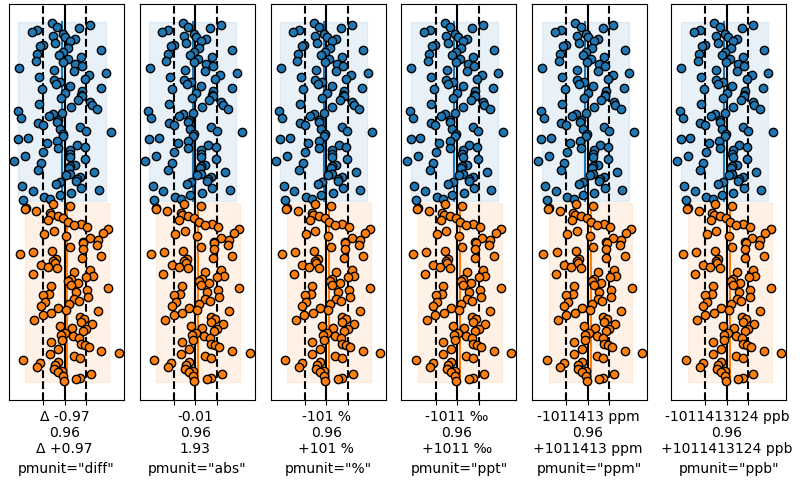 Δ -0.97
0.96
Δ +0.97
pmunit="diff"
-0.01
0.96
1.93
pmunit="abs"
-101 %
0.96
+101 %
pmunit="%"
-1011 ‰
0.96
+1011 ‰
pmunit="ppt"
-1011413 ppm
0.96
+1011413 ppm
pmunit="ppm"
-1011413124 ppb
0.96
+1011413124 ppb
pmunit="ppb"